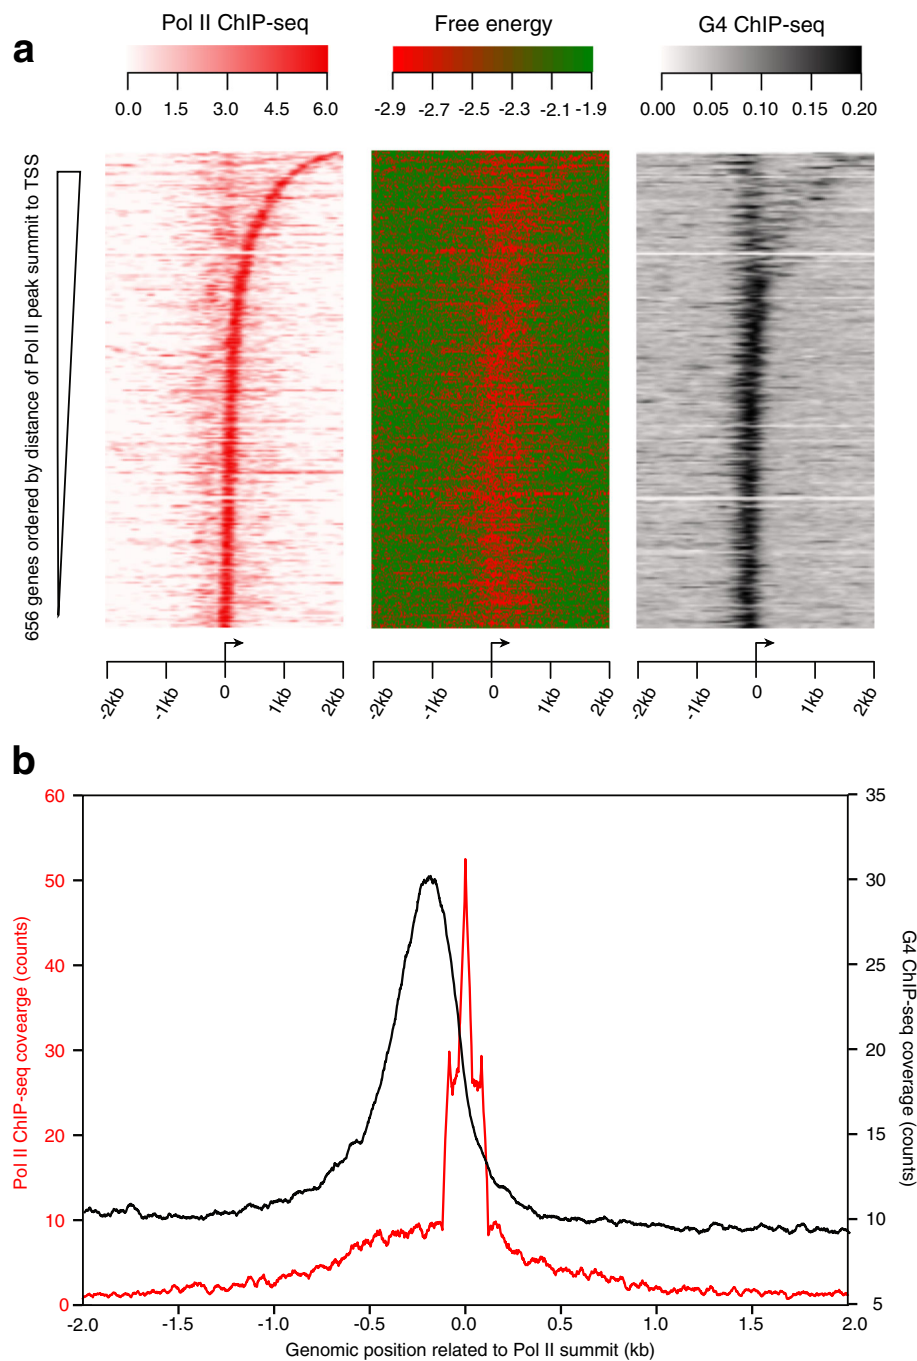 a
Pol II ChIP-seq
Free energy
G4 ChIP-seq
0.0 1.5 3.0 4.5 6.0
-2.9 -2.7 -2.5 -2.3 -2.1 -1.9
0.00 0.05 0.10 0.15 0.20
656 genes ordered by distance of Pol II peak summit to TSS
-2kb -1kb 0 1kb 2kb
-2kb -1kb 0 1kb 2kb
-2kb -1kb 0 1kb 2kb
b
Pol II ChIP-seq covearge (counts)
60
50
40
30
20
10
0
35
30
25
20
15
10
5
G4 ChIP-seq coverage (counts)
-2.0 -1.5 -1.0 -0.5 0.0 0.5 1.0 1.5 2.0
Genomic position related to Pol II summit (kb)